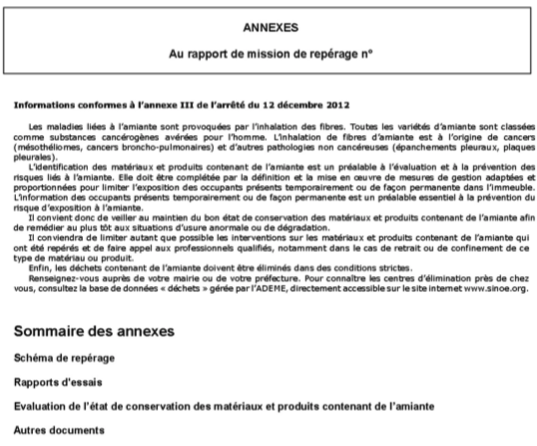 ANNEXES
Au rapport de mission de repérage n°
Informations conformes à l'annexe III de l'arrêté du 12 décembre 2012
Les maladies liées à l'amiante sont provoquées par l'inhalation des fibres. Toutes les variétés d'amiante sont classées
comme substances cancérogènes avérées pour l'homme. L'inhalation de fibres d'amiante est à l'origine de cancers
(mésothéliomes, cancers broncho-pulmonaires) et d'autres pathologies non cancéreuses (épanchements pleuraux, plaques
pleurales).
L'identification des matériaux et produits contenant de l'amiante est un préalable à l'évaluation et à la prévention des
risques liés à l'amiante. Elle doit être complétée par la définition et la mise en œuvre de mesures de gestion adaptées et
proportionnées pour limiter l'exposition des occupants présents temporairement ou de façon permanente dans l'immeuble.
L'information des occupants présents temporairement ou de façon permanente est un préalable essentiel à la prévention du
risque d'exposition à l'amiante.
Il convient donc de veiller au maintien du bon état de conservation des matériaux et produits contenant de l'amiante afin
de remédier au plus tôt aux situations d'usure anormale ou de dégradation.
Il conviendra de limiter autant que possible les interventions sur les matériaux et produits contenant de l'amiante qui
ont été repérés et de faire appel aux professionnels qualifiés, notamment dans le cas de retrait ou de confinement de ce
type de matériau ou produit.
Enfin, les déchets contenant de l'amiante doivent être éliminés dans des conditions strictes.
Renseignez-vous auprès de votre mairie ou de votre préfecture. Pour connaître les centres d'élimination près de chez
vous, consultez la base de données « déchets » gérée par l'ADEME, directement accessible sur le site internet www.sinoe.org.
Sommaire des annexes
Schéma de repérage
Rapports d'essais
Evaluation de l'état de conservation des matériaux et produits contenant de l'amiante
Autres documents